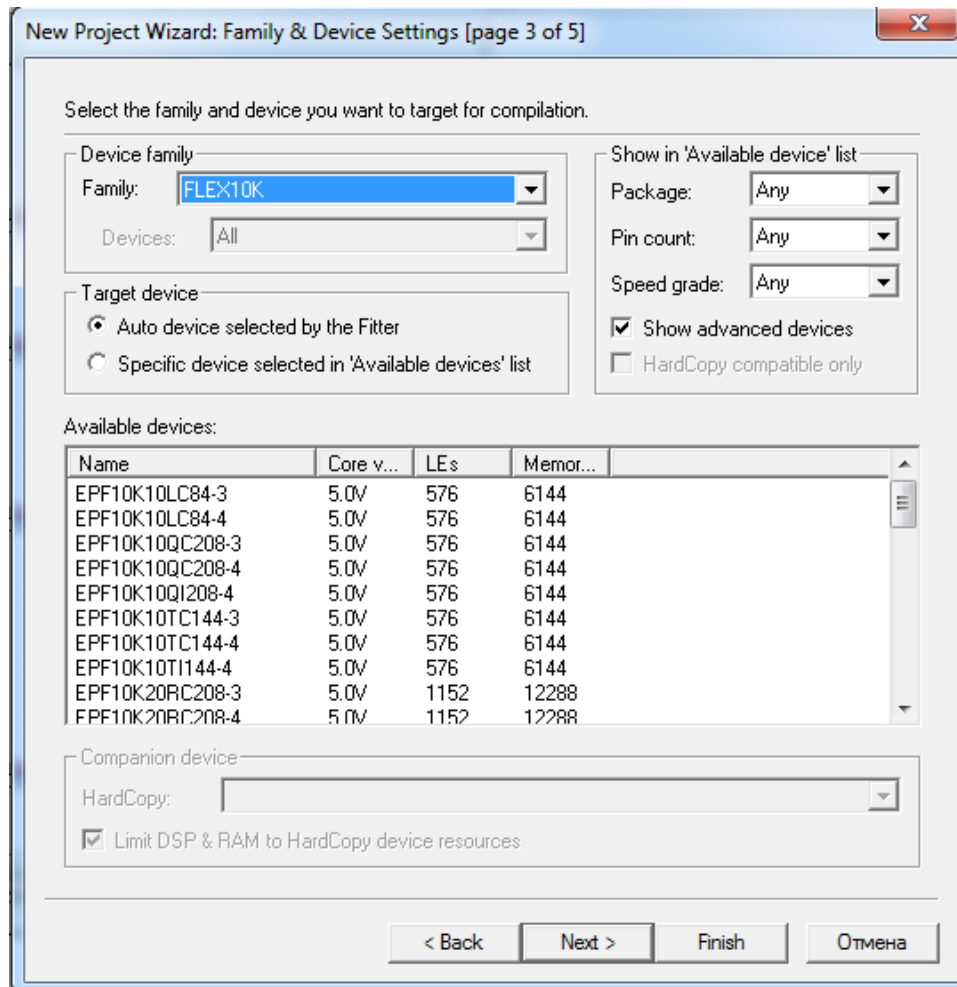 New Project Wizard: Family & Device Settings [page 3 of 5]
Select the family and device you want to target for compilation.
Device family
Family: FLEX10K
Devices: All
Show in 'Available device' list
Package: Any
Pin count: Any
Speed grade: Any
Show advanced devices
HardCopy compatible only
Target device
Auto device selected by the Fitter
Specific device selected in 'Available devices' list
Available devices:
Name Core v... LEs Memor...
EPF10K10LC84-3 5.0V 576 6144
EPF10K10LC84-4 5.0V 576 6144
EPF10K10QC208-3 5.0V 576 6144
EPF10K10QC208-4 5.0V 576 6144
EPF10K10QI208-4 5.0V 576 6144
EPF10K10TC144-3 5.0V 576 6144
EPF10K10TC144-4 5.0V 576 6144
EPF10K10TI144-4 5.0V 576 6144
EPF10K20RC208-3 5.0V 1152 12288
EPF10K20RC208-4 5.0V 1152 12288
Companion device
HardCopy:
Limit DSP & RAM to HardCopy device resources
< Back Next > Finish Отмена